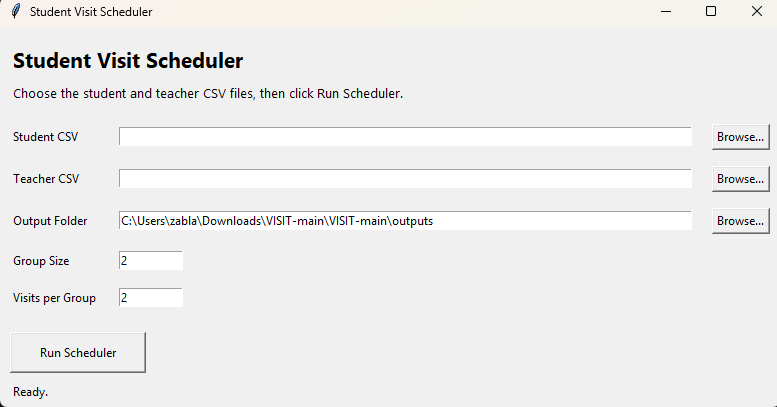 Student Visit Scheduler
Student Visit Scheduler
Choose the student and teacher CSV files, then click Run Scheduler.
Student CSV Browse...
Teacher CSV Browse...
Output Folder C:\Users\zabla\Downloads\VISIT-main\VISIT-main\outputs Browse...
Group Size 2
Visits per Group 2
Run Scheduler
Ready.